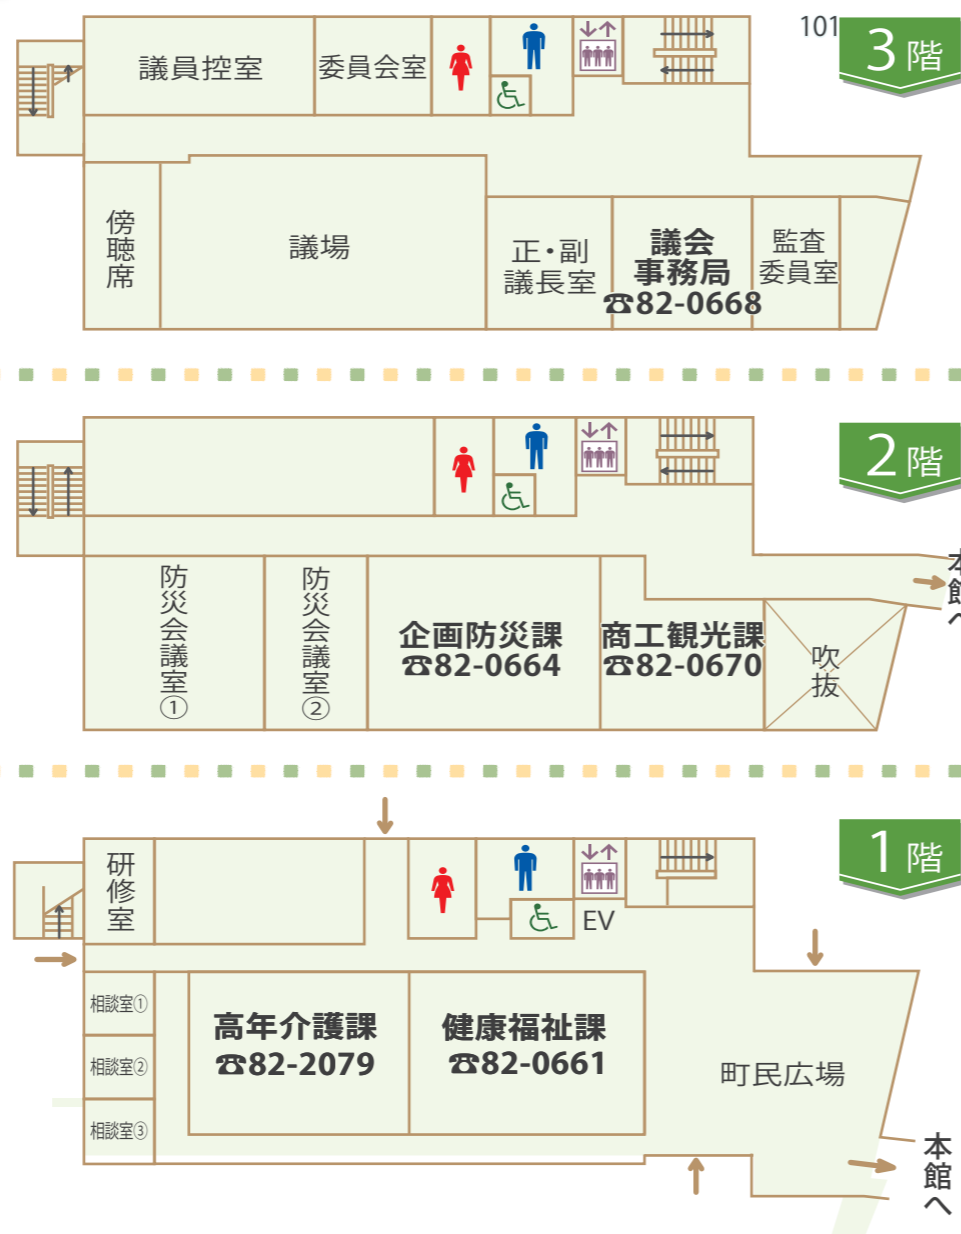 101
3階
議員控室
委員会室
傍聴席
議場
正・副
議長室
議会
事務局
☎82-0668
監査
委員室
2階
防災会議室①
防災会議室②
企画防災課
☎82-0664
商工観光課
☎82-0670
吹抜
本館へ
1階
研修室
EV
相談室①
相談室②
相談室③
高年介護課
☎82-2079
健康福祉課
☎82-0661
町民広場
本館へ